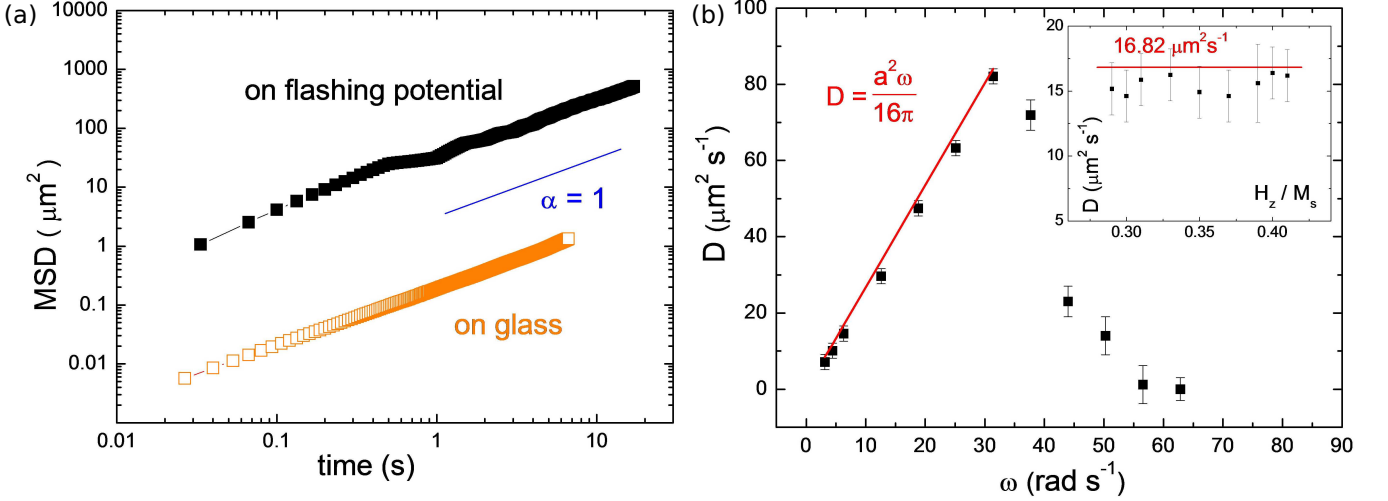 (a)
10000
1000
100
10
1
0.1
0.01
MSD ( μm²)
on flashing potential
α = 1
on glass
0.01 0.1 1 10
time (s)
(b)
100
80
60
40
20
0
D (μm² s⁻¹)
D = a²ω / 16π
0 10 20 30 40 50 60 70 80 90
ω (rad s⁻¹)
20
15
10
5
D (μm² s⁻¹)
16.82 μm²s⁻¹
H_z / M_s
0.30 0.35 0.40